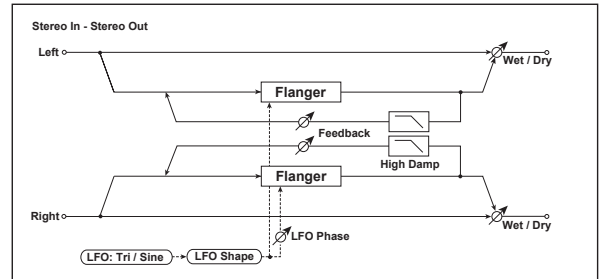 Stereo In - Stereo Out
Left
Wet / Dry
Flanger
Feedback
High Damp
Flanger
Right
LFO Phase
Wet / Dry
LFO: Tri / Sine
LFO Shape